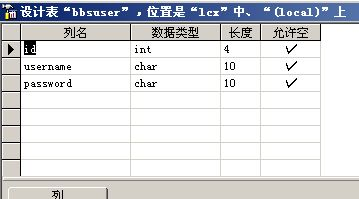 设计表“bbsuser”，位置是“lcx”中、“(local)”上
列名 数据类型 长度 允许空
id int 4
username char 10
password char 10
列